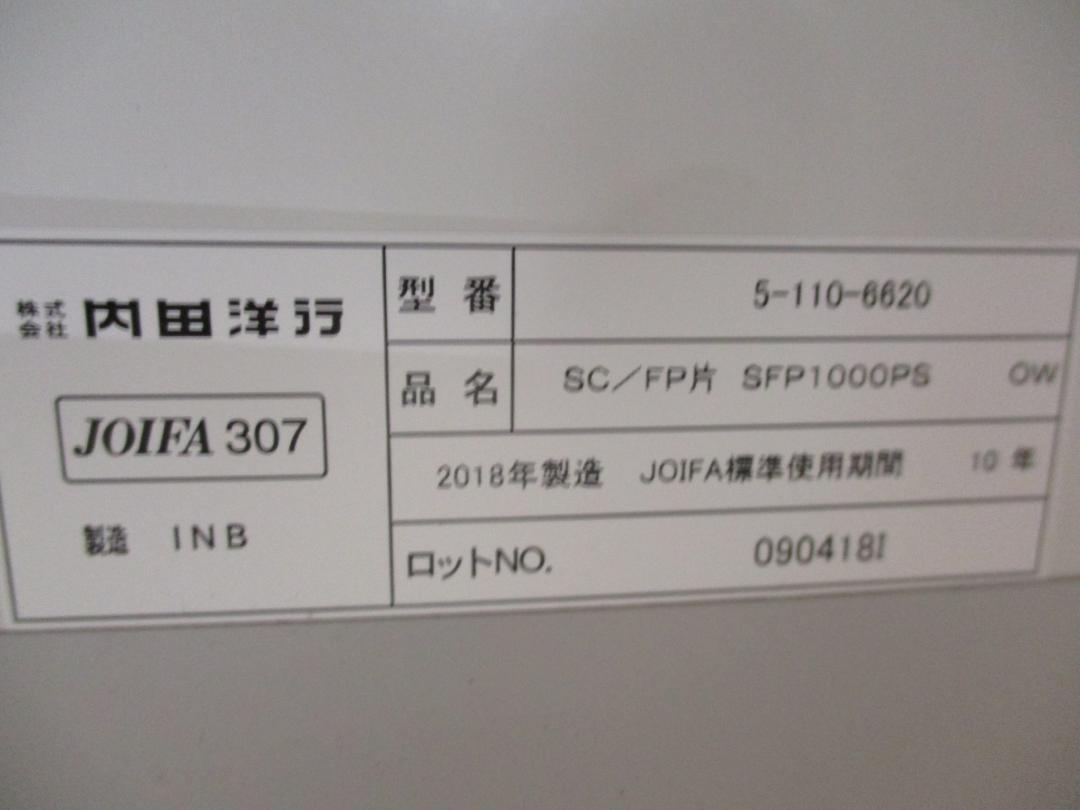 株式会社 内田洋行
JOIFA 307
製造 INB
型番 5-110-6620
品名 SC/FP片 SFP1000PS OW
2018年製造 JOIFA標準使用期間 10年
ロットNO. 090418I